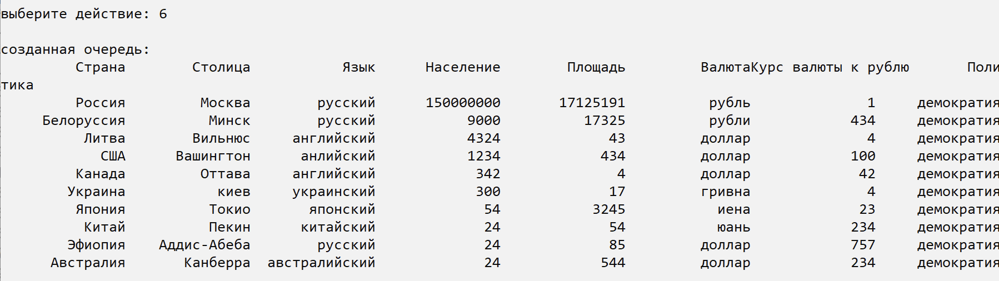 выберите действие: 6
созданная очередь:
Страна Столица Язык Население Площадь ВалютаКурс валюты к рублю Поли
тика
Россия Москва русский 150000000 17125191 рубль 1 демократия
Белоруссия Минск русский 9000 17325 рубли 434 демократия
Литва Вильнюс английский 4324 43 доллар 4 демократия
США Вашингтон анлийский 1234 434 доллар 100 демократия
Канада Оттава английский 342 4 доллар 42 демократия
Украина киев украинский 300 17 гривна 4 демократия
Япония Токио японский 54 3245 иена 23 демократия
Китай Пекин китайский 24 54 юань 234 демократия
Эфиопия Аддис-Абеба русский 24 85 доллар 757 демократия
Австралия Канберра австралийский 24 544 доллар 234 демократия